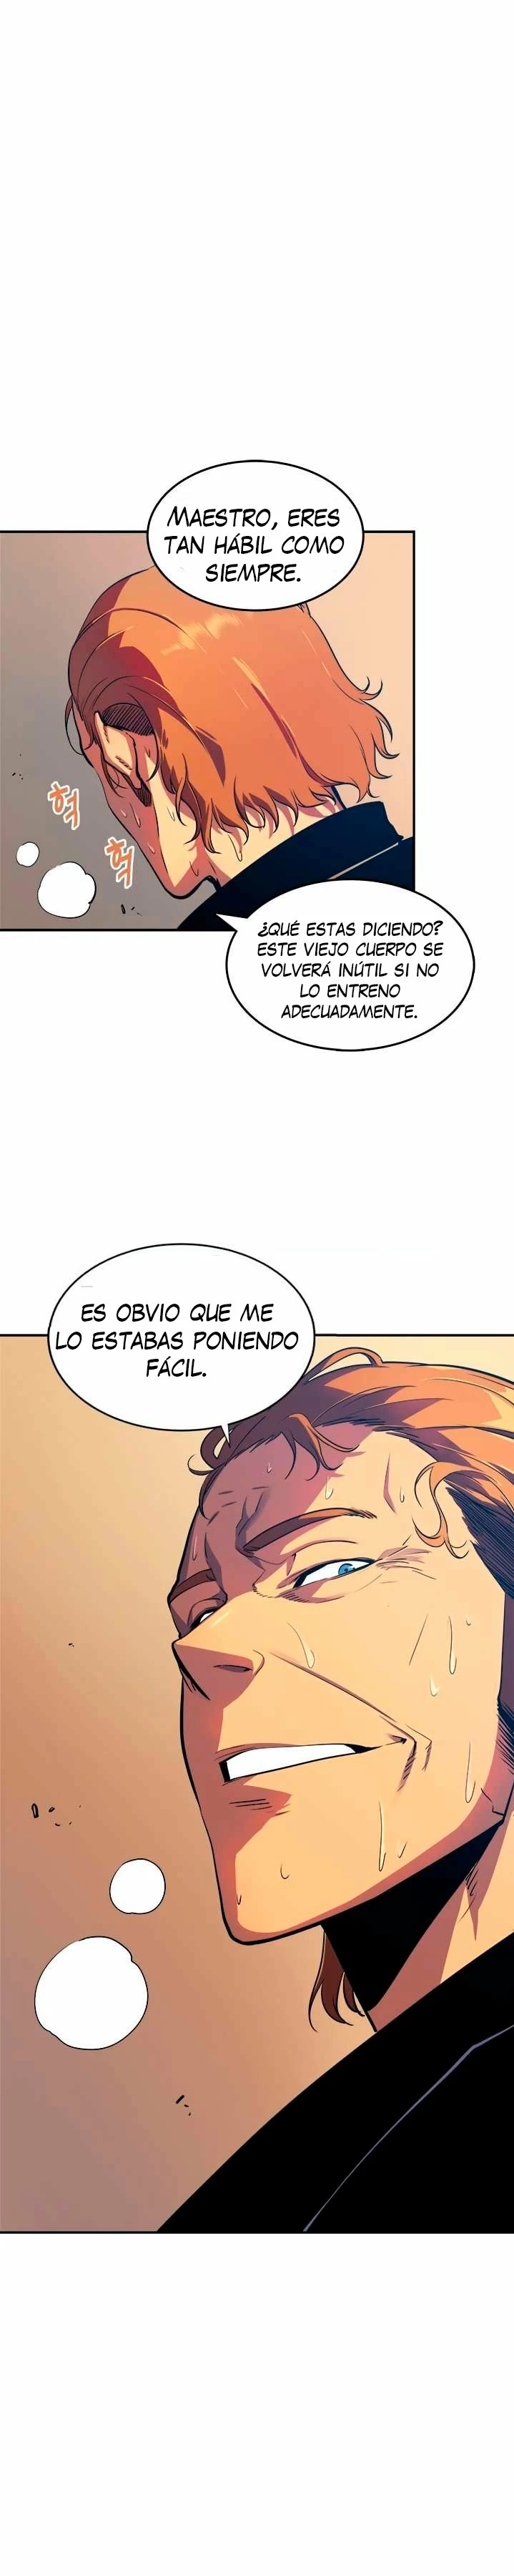 MAESTRO, ERES
TAN HÁBIL COMO
SIEMPRE.
헉
헉
¿QUÉ ESTAS DICIENDO?
ESTE VIEJO CUERPO SE
VOLVERÁ INÚTIL SI NO
LO ENTRENO
ADECUADAMENTE.
ES OBVIO QUE ME
LO ESTABAS PONIENDO
FÁCIL.